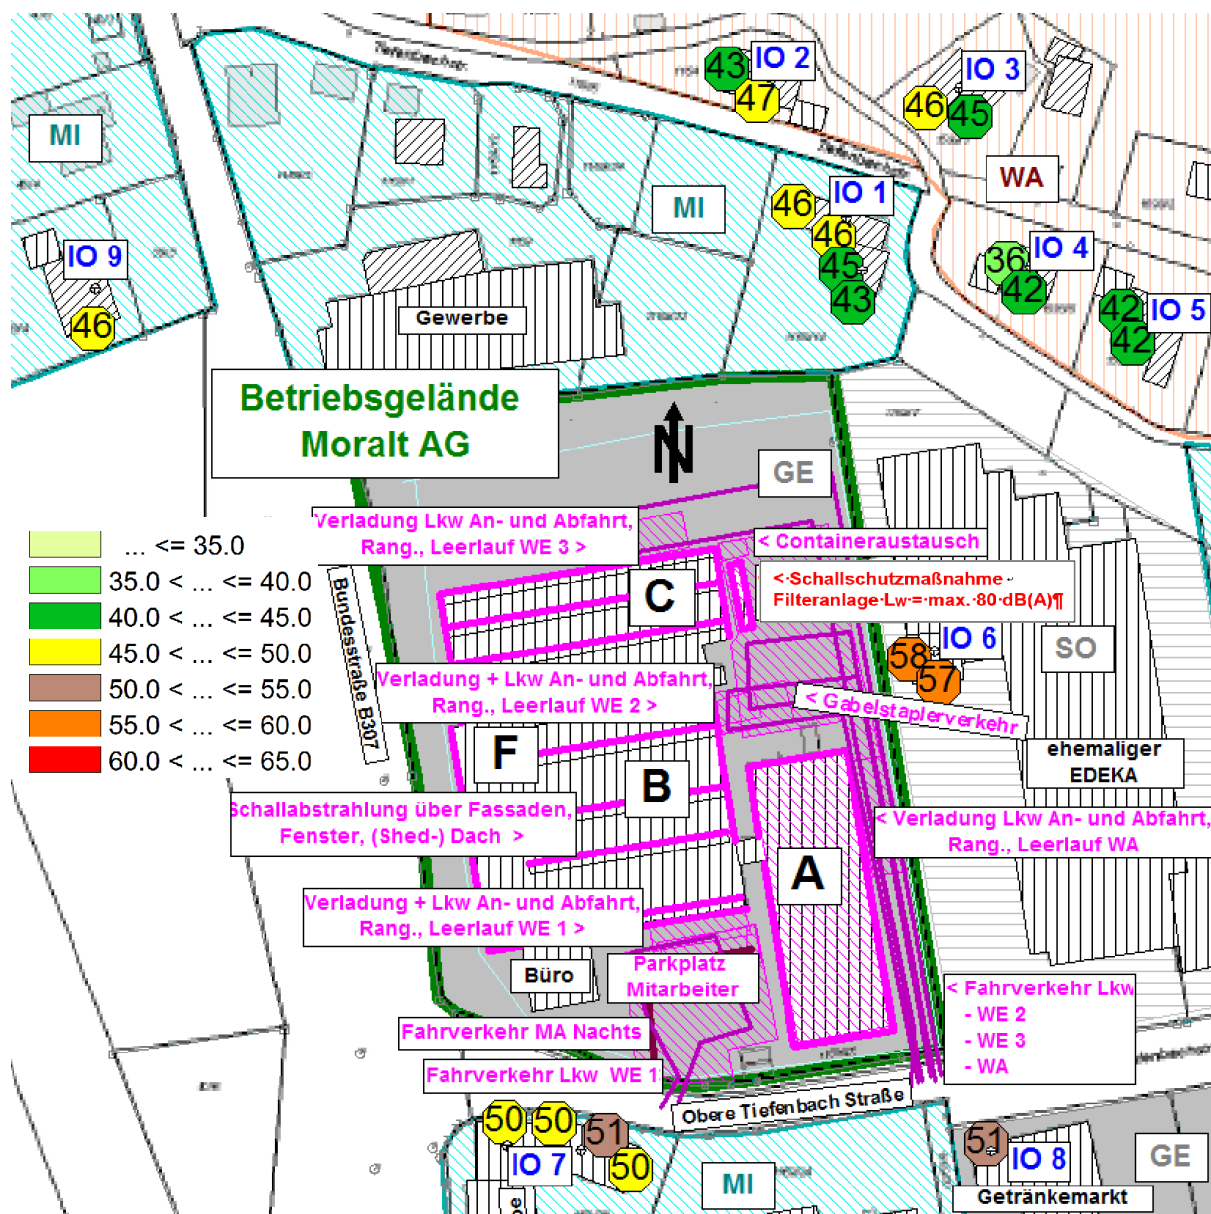 Tiefenbachstr.
43
IO 2
47
IO 3
46
45
MI
Tiefenbachstr.
WA
MI
46
IO 1
46
45
43
IO 9
46
36
IO 4
42
42
IO 5
42
Gewerbe
Betriebsgelände
Moralt AG
N
GE
Verladung Lkw An- und Abfahrt,
Rang., Leerlauf WE 3 >
< Containeraustausch
... <= 35.0
35.0 < ... <= 40.0
40.0 < ... <= 45.0
45.0 < ... <= 50.0
50.0 < ... <= 55.0
55.0 < ... <= 60.0
60.0 < ... <= 65.0
< Schallschutzmaßnahme
Filteranlage·Lw·=·max.·80·dB(A)¶
C
Bundesstraße B307
58
57
IO 6
SO
Verladung + Lkw An- und Abfahrt,
Rang., Leerlauf WE 2 >
< Gabelstaplerverkehr
F
B
ehemaliger
EDEKA
Schallabstrahlung über Fassaden,
Fenster, (Shed-) Dach >
< Verladung Lkw An- und Abfahrt,
Rang., Leerlauf WA
A
Verladung + Lkw An- und Abfahrt,
Rang., Leerlauf WE 1 >
Büro
Parkplatz
Mitarbeiter
< Fahrverkehr Lkw
- WE 2
- WE 3
- WA
Fahrverkehr MA Nachts
Fahrverkehr Lkw WE 1
Obere Tiefenbach Straße
50
50
51
50
IO 7
MI
51
IO 8
GE
Getränkemarkt